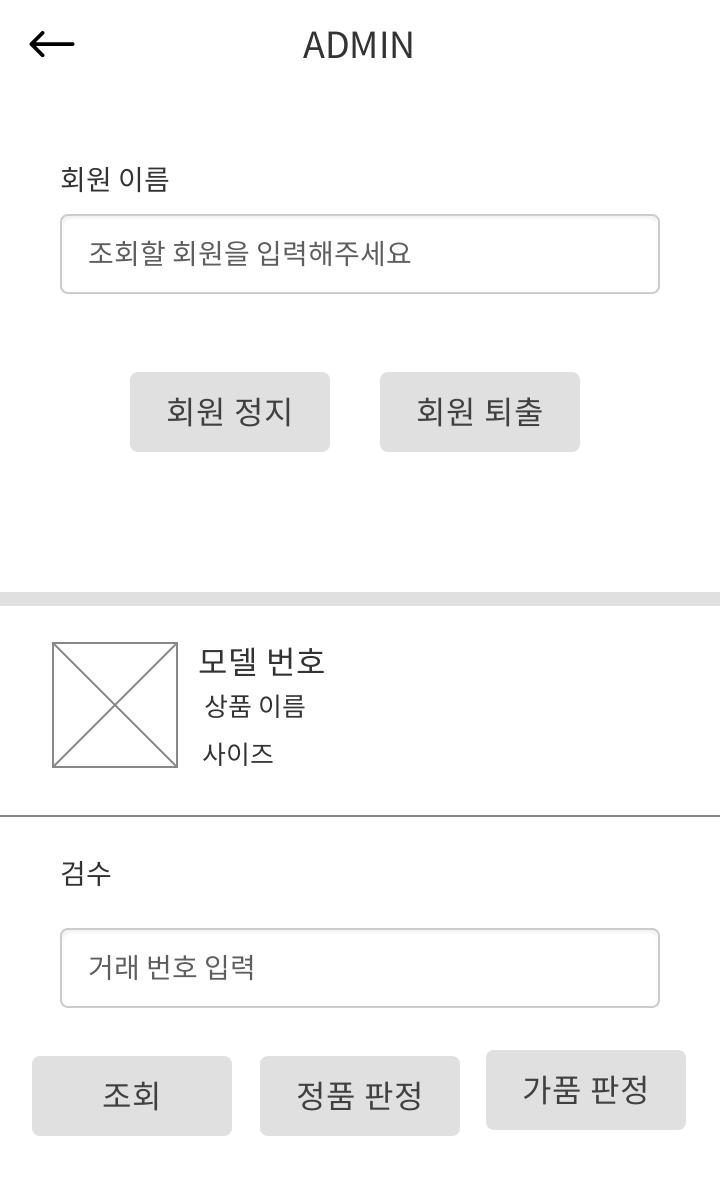 ADMIN
회원 이름
조회할 회원을 입력해주세요
회원 정지
회원 퇴출
모델 번호
상품 이름
사이즈
검수
거래 번호 입력
조회
정품 판정
가품 판정